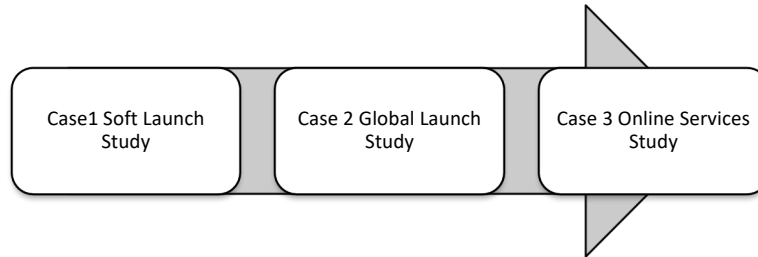 Case1 Soft Launch
Study
Case 2 Global Launch
Study
Case 3 Online Services
Study